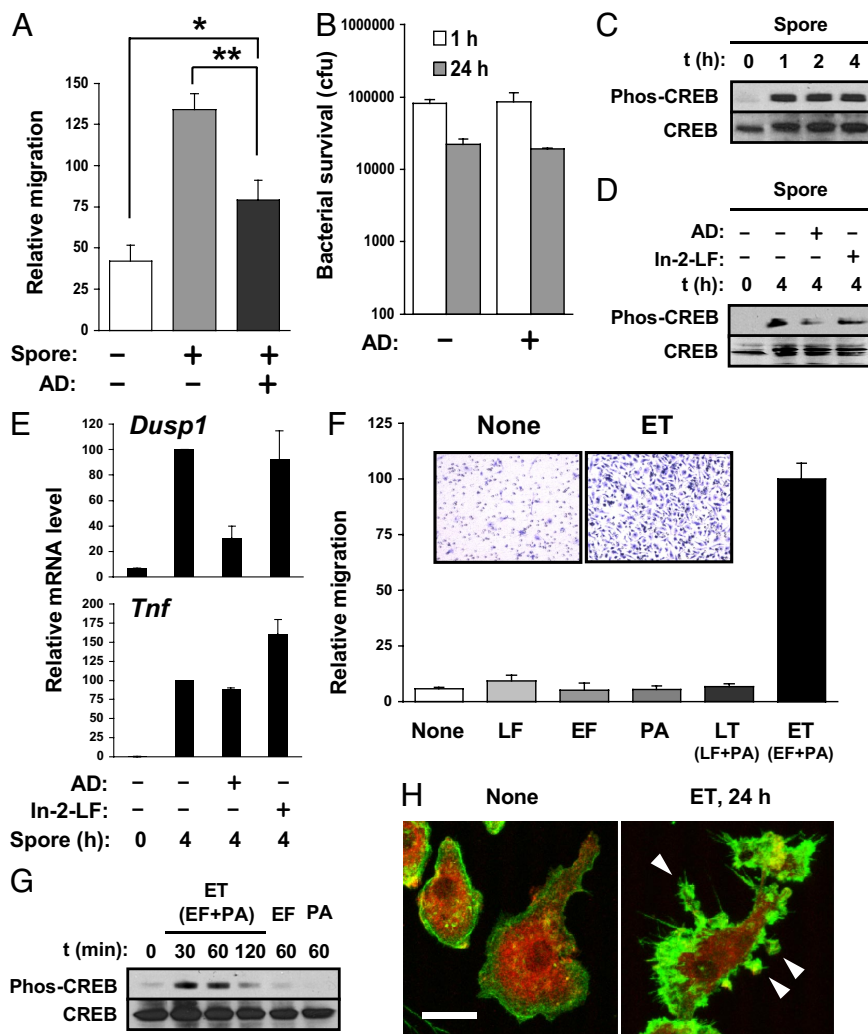 A
*
**
Relative migration
150
125
100
75
50
25
0
Spore: – + +
AD: – – +
B
1 h
24 h
Bacterial survival (cfu)
1000000
100000
10000
1000
100
AD: – +
C
Spore
t (h): 0 1 2 4
Phos-CREB
CREB
D
Spore
AD: – – + –
In-2-LF: – – – +
t (h): 0 4 4 4
Phos-CREB
CREB
E
Dusp1
120
100
80
60
40
20
0
Relative mRNA level
Tnf
200
175
150
125
100
75
50
25
0
AD: – – + –
In-2-LF: – – – +
Spore (h): 0 4 4 4
F
None
ET
Relative migration
125
100
75
50
25
0
None LF EF PA LT ET
(LF+PA) (EF+PA)
G
ET
(EF+PA) EF PA
t (min): 0 30 60 120 60 60
Phos-CREB
CREB
H
None
ET, 24 h